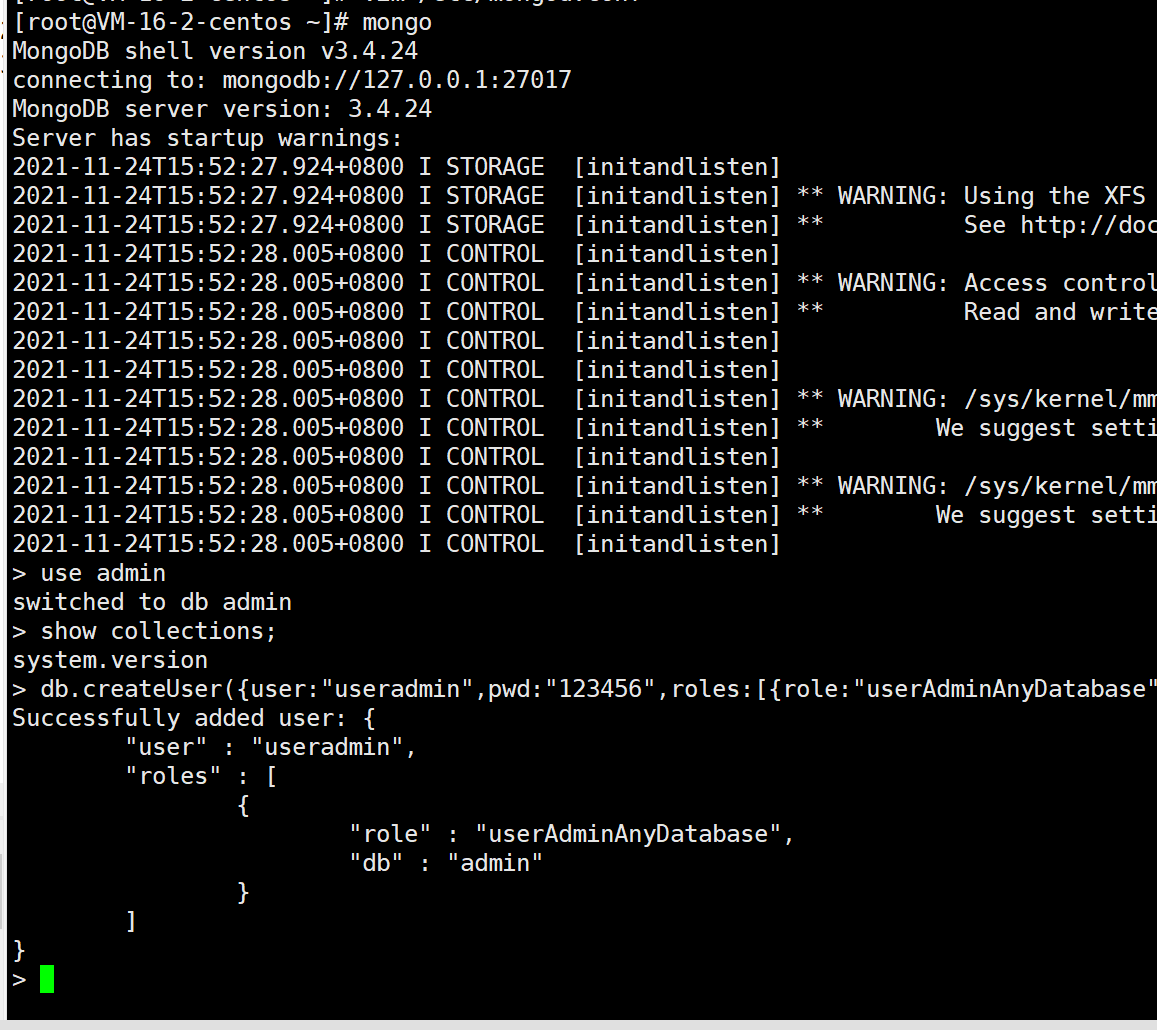 [root@VM-16-2-centos ~]# mongo
MongoDB shell version v3.4.24
connecting to: mongodb://127.0.0.1:27017
MongoDB server version: 3.4.24
Server has startup warnings:
2021-11-24T15:52:27.924+0800 I STORAGE  [initandlisten]
2021-11-24T15:52:27.924+0800 I STORAGE  [initandlisten] ** WARNING: Using the XFS
2021-11-24T15:52:27.924+0800 I STORAGE  [initandlisten] **          See http://doc
2021-11-24T15:52:28.005+0800 I CONTROL  [initandlisten]
2021-11-24T15:52:28.005+0800 I CONTROL  [initandlisten] ** WARNING: Access control
2021-11-24T15:52:28.005+0800 I CONTROL  [initandlisten] **          Read and write
2021-11-24T15:52:28.005+0800 I CONTROL  [initandlisten]
2021-11-24T15:52:28.005+0800 I CONTROL  [initandlisten]
2021-11-24T15:52:28.005+0800 I CONTROL  [initandlisten] ** WARNING: /sys/kernel/mm
2021-11-24T15:52:28.005+0800 I CONTROL  [initandlisten] **        We suggest setti
2021-11-24T15:52:28.005+0800 I CONTROL  [initandlisten]
2021-11-24T15:52:28.005+0800 I CONTROL  [initandlisten] ** WARNING: /sys/kernel/mm
2021-11-24T15:52:28.005+0800 I CONTROL  [initandlisten] **        We suggest setti
2021-11-24T15:52:28.005+0800 I CONTROL  [initandlisten]
> use admin
switched to db admin
> show collections;
system.version
> db.createUser({user:"useradmin",pwd:"123456",roles:[{role:"userAdminAnyDatabase"
Successfully added user: {
        "user" : "useradmin",
        "roles" : [
                {
                        "role" : "userAdminAnyDatabase",
                        "db" : "admin"
                }
        ]
}
>